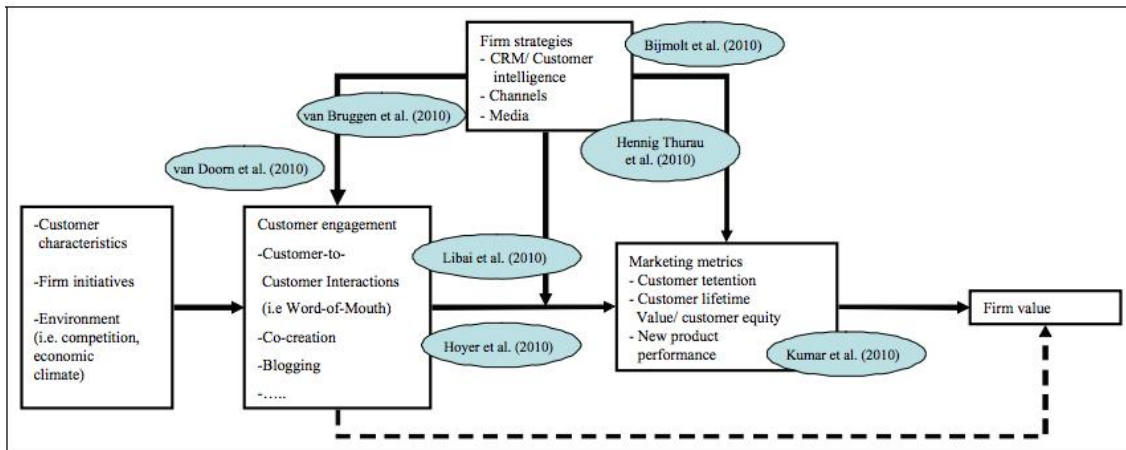 Firm strategies
- CRM/ Customer
intelligence
- Channels
- Media
Bijmolt et al. (2010)
van Bruggen et al. (2010)
Hennig Thurau
et al. (2010)
van Doorn et al. (2010)
-Customer
characteristics
-Firm initiatives
-Environment
(i.e. competition,
economic
climate)
Customer engagement
-Customer-to-
Customer Interactions
(i.e Word-of-Mouth)
-Co-creation
-Blogging
-…..
Libai et al. (2010)
Hoyer et al. (2010)
Marketing metrics
- Customer tetention
- Customer lifetime
Value/ customer equity
- New product
performance
Kumar et al. (2010)
Firm value